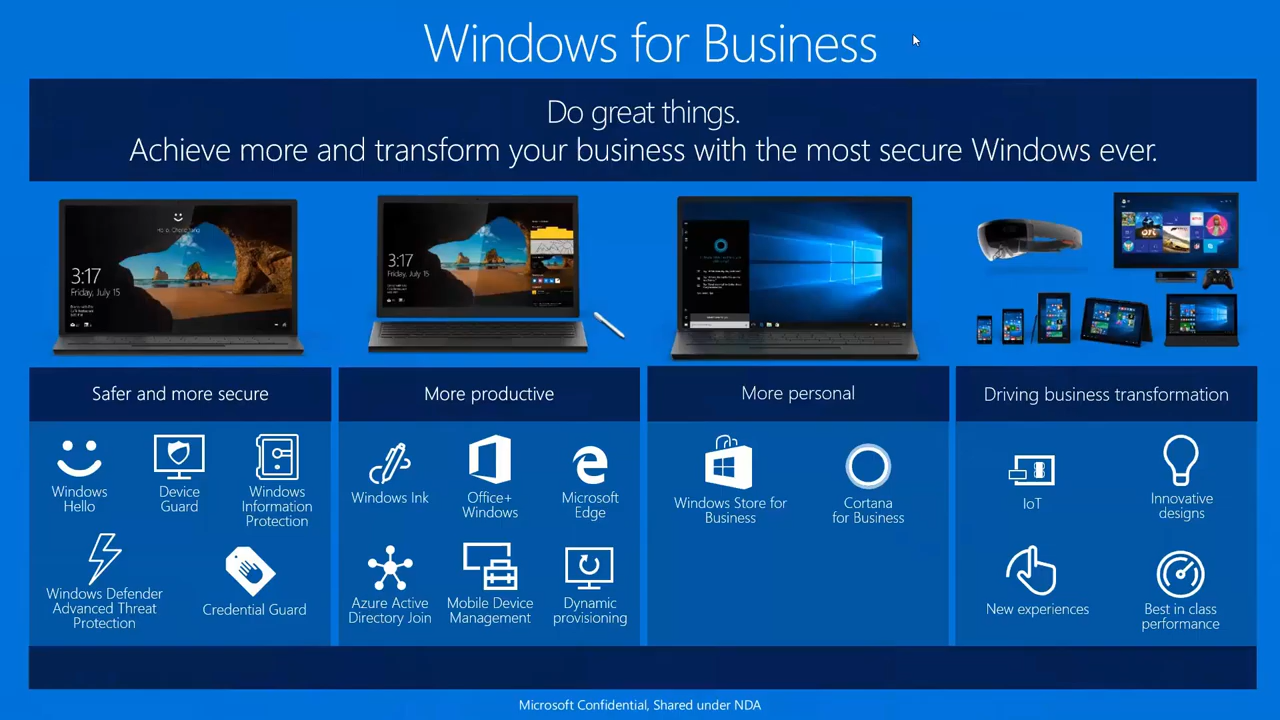 Windows for Business
Do great things.
Achieve more and transform your business with the most secure Windows ever.
3:17
Friday, July 15
3:17
Friday, July 15
Safer and more secure
More productive
More personal
Driving business transformation
Windows
Hello
Device
Guard
Windows
Information
Protection
Windows Defender
Advanced Threat
Protection
Credential Guard
Windows Ink
Office+
Windows
Microsoft
Edge
Azure Active
Directory Join
Mobile Device
Management
Dynamic
provisioning
Windows Store for
Business
Cortana
for Business
IoT
Innovative
designs
New experiences
Best in class
performance
Microsoft Confidential, Shared under NDA